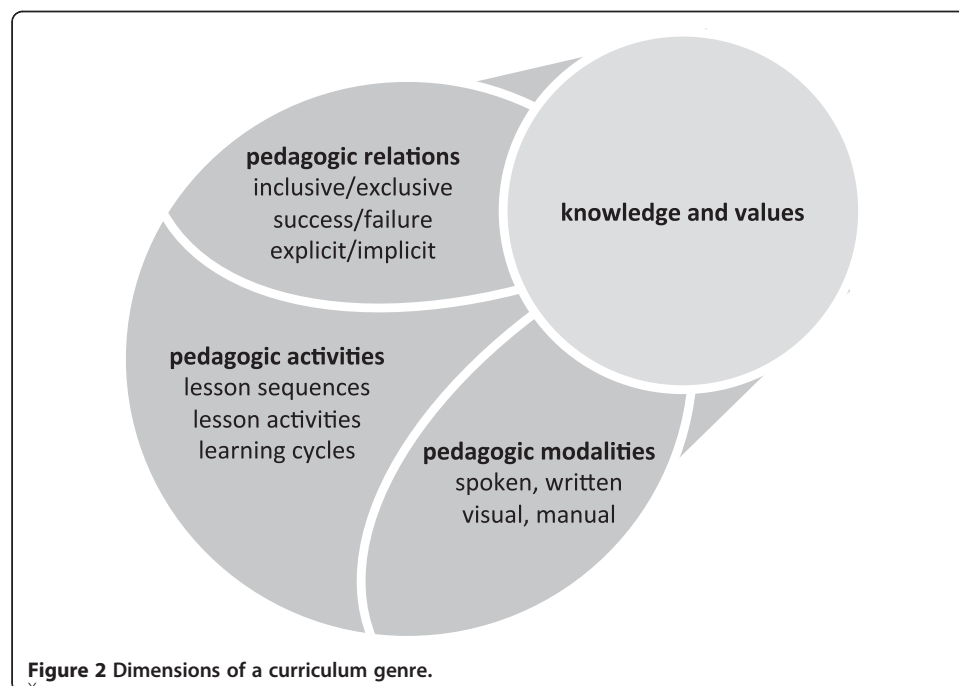 pedagogic relations
inclusive/exclusive
success/failure
explicit/implicit
knowledge and values
pedagogic activities
lesson sequences
lesson activities
learning cycles
pedagogic modalities
spoken, written
visual, manual
Figure 2 Dimensions of a curriculum genre.